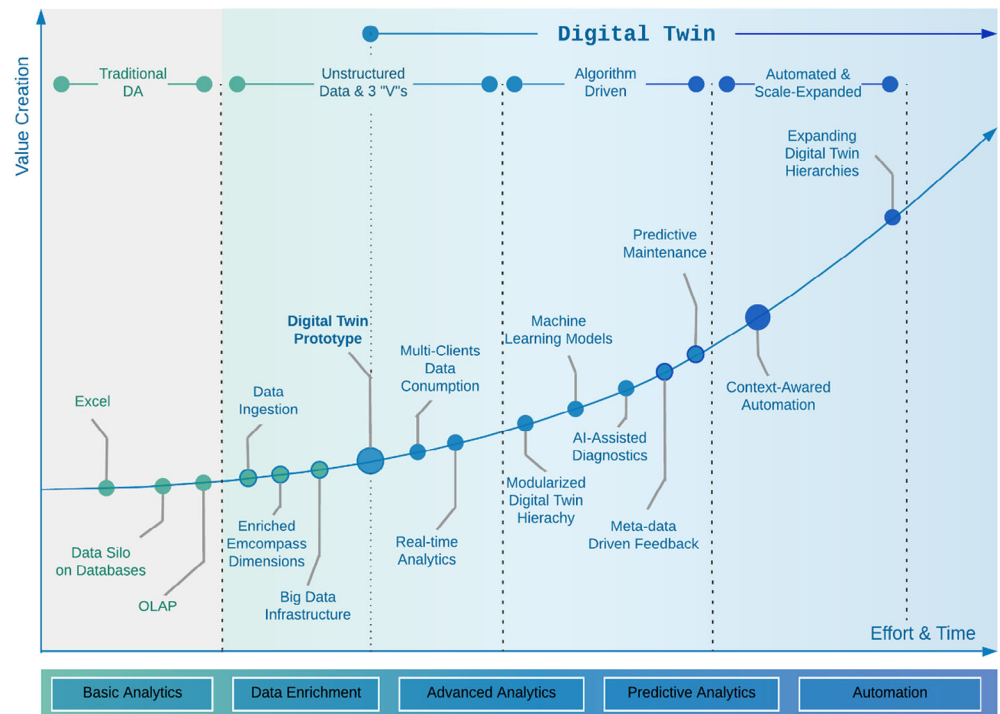 Digital Twin
Traditional
DA
Unstructured
Data & 3 "V"s
Algorithm
Driven
Automated &
Scale-Expanded
Value Creation
Expanding
Digital Twin
Hierarchies
Predictive
Maintenance
Digital Twin
Prototype
Machine
Learning Models
Multi-Clients
Data
Conumption
Data
Ingestion
Excel
Context-Awared
Automation
AI-Assisted
Diagnostics
Modularized
Digital Twin
Hierachy
Meta-data
Driven Feedback
Enriched
Emcompass
Dimensions
Real-time
Analytics
Data Silo
on Databases
OLAP
Big Data
Infrastructure
Effort & Time
Basic Analytics
Data Enrichment
Advanced Analytics
Predictive Analytics
Automation